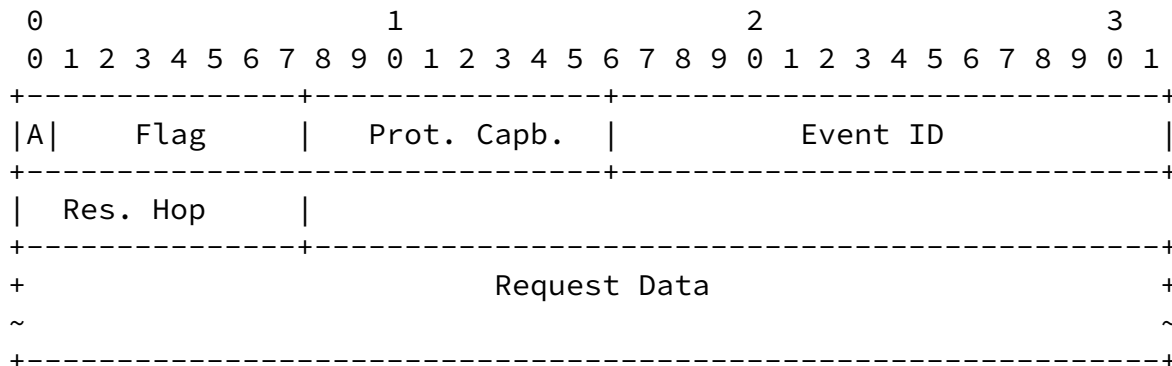 0 1 2 3
0 1 2 3 4 5 6 7 8 9 0 1 2 3 4 5 6 7 8 9 0 1 2 3 4 5 6 7 8 9 0 1
+---------------+----------------+------------------------------+
|A| Flag | Prot. Capb. | Event ID |
+--------------------------------+------------------------------+
| Res. Hop |
+---------------+-----------------------------------------------+
+ Request Data +
~ ~
+---------------------------------------------------------------+